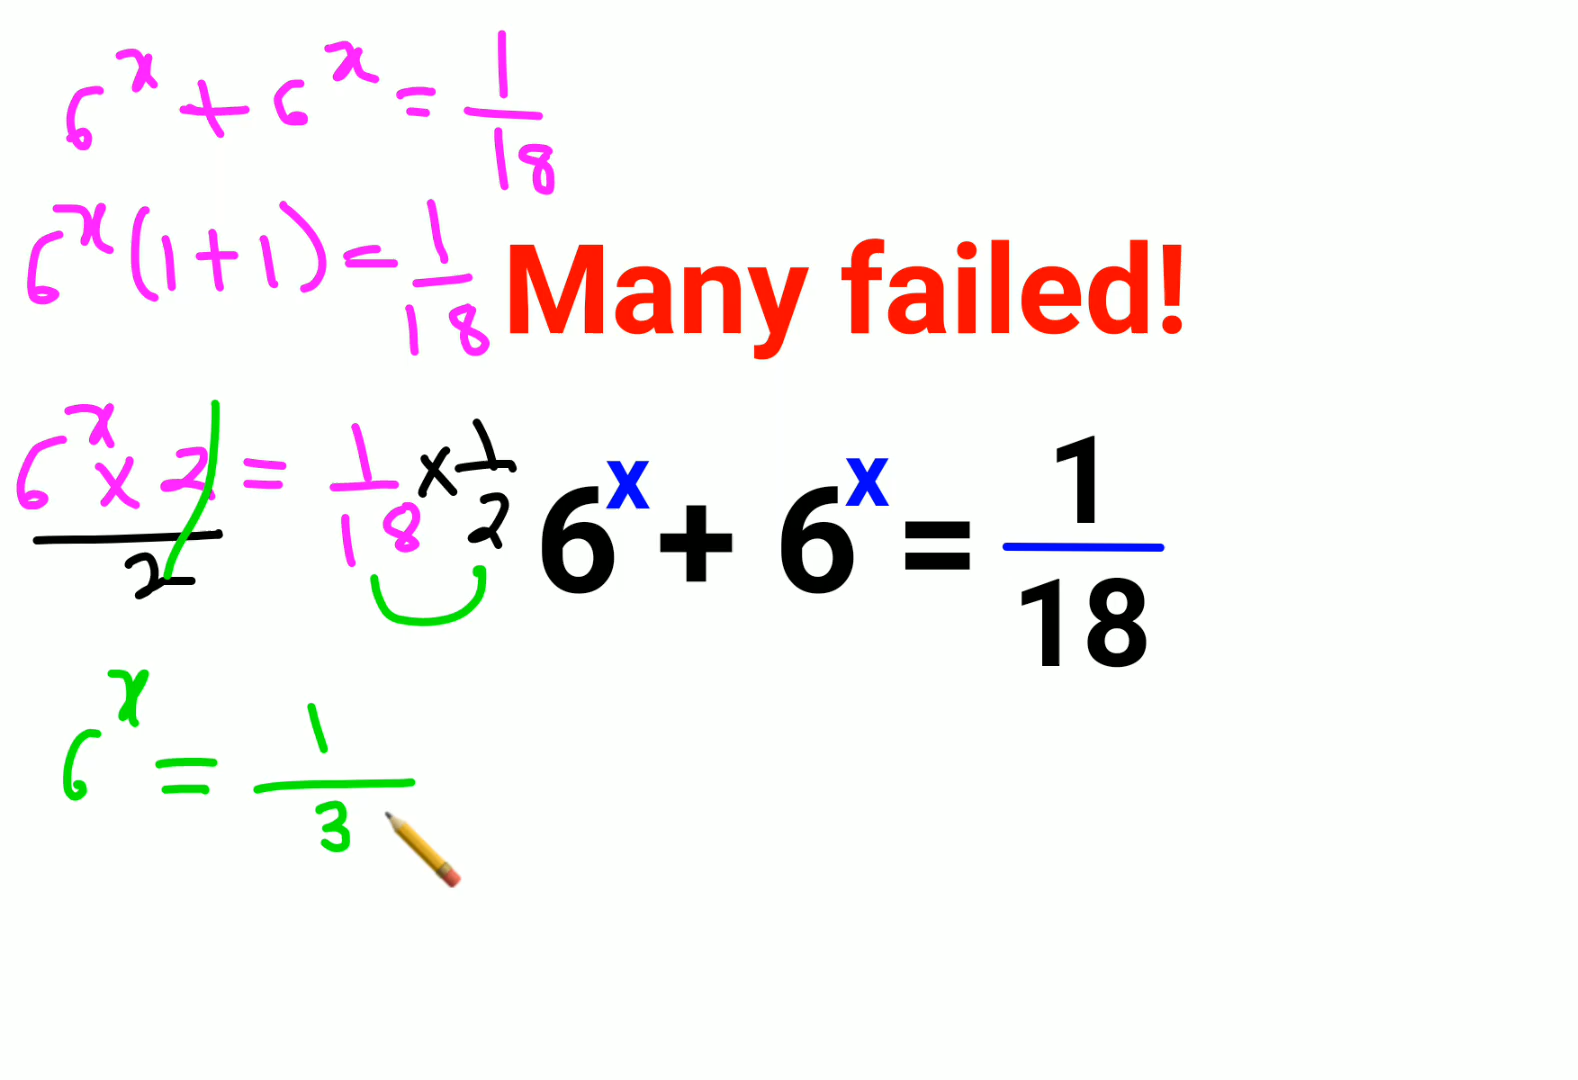 6^x + 6^x = 1/18
6^x (1 + 1) = 1/18
Many failed!
(6^x × 2)/2 = 1/18 × 1/2
6^x + 6^x = 1/18
6^x = 1/3